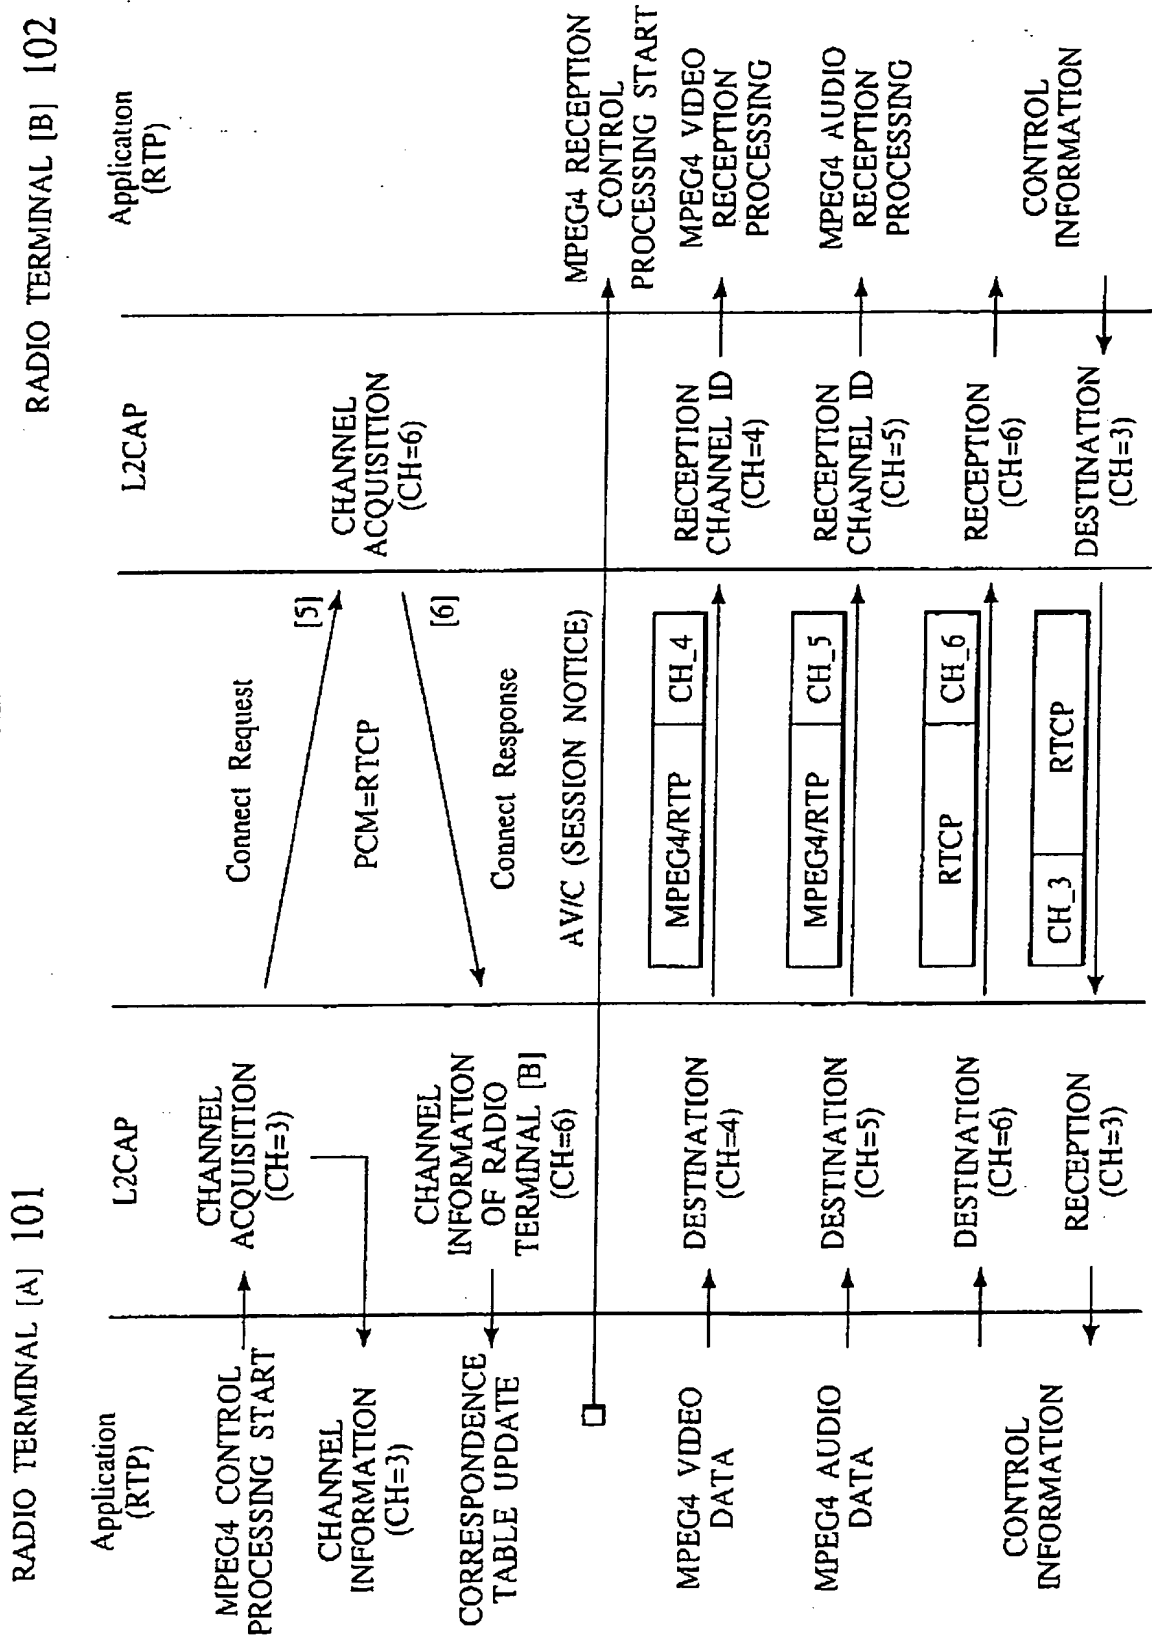 RADIO TERMINAL [A] 101
RADIO TERMINAL [B] 102
Application
(RTP)
L2CAP
L2CAP
Application
(RTP)
MPEG4 CONTROL
PROCESSING START
CHANNEL
ACQUISITION
(CH=3)
Connect Request
[5]
CHANNEL
INFORMATION
(CH=3)
PCM=RTCP
CHANNEL
ACQUISITION
(CH=6)
[6]
CORRESPONDENCE
TABLE UPDATE
CHANNEL
INFORMATION
OF RADIO
TERMINAL [B]
(CH=6)
Connect Response
AV/C (SESSION NOTICE)
MPEG4 RECEPTION
CONTROL
PROCESSING START
MPEG4 VIDEO
DATA
DESTINATION
(CH=4)
MPEG4/RTP
CH_4
RECEPTION
CHANNEL ID
(CH=4)
MPEG4 VIDEO
RECEPTION
PROCESSING
MPEG4 AUDIO
DATA
DESTINATION
(CH=5)
MPEG4/RTP
CH_5
RECEPTION
CHANNEL ID
(CH=5)
MPEG4 AUDIO
RECEPTION
PROCESSING
CONTROL
INFORMATION
DESTINATION
(CH=6)
RTCP
CH_6
RECEPTION
(CH=6)
CONTROL
INFORMATION
RECEPTION
(CH=3)
CH_3
RTCP
DESTINATION
(CH=3)